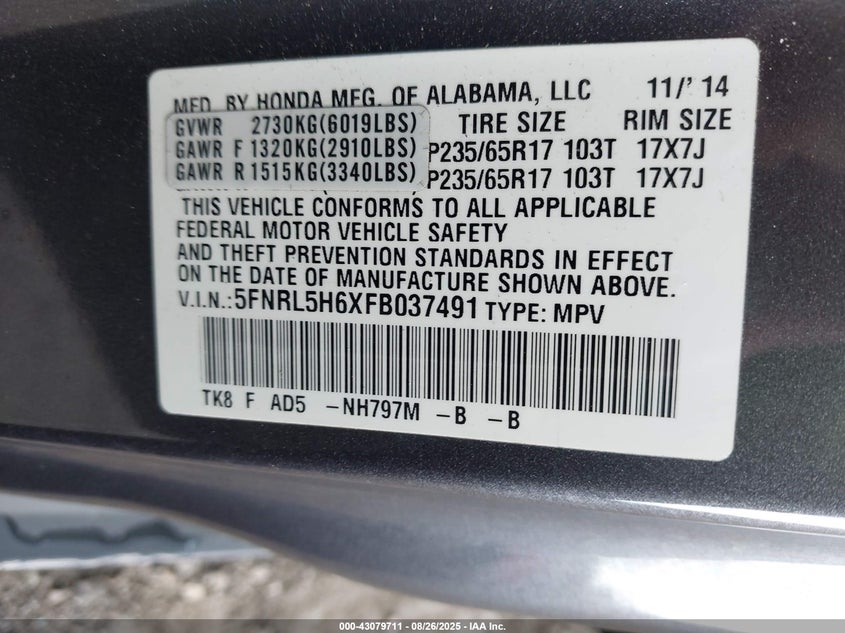 MFD. BY HONDA MFG. OF ALABAMA, LLC 11/' 14
GVWR 2730KG(6019LBS) TIRE SIZE RIM SIZE
GAWR F 1320KG(2910LBS) P235/65R17 103T 17X7J
GAWR R 1515KG(3340LBS) P235/65R17 103T 17X7J
THIS VEHICLE CONFORMS TO ALL APPLICABLE
FEDERAL MOTOR VEHICLE SAFETY
AND THEFT PREVENTION STANDARDS IN EFFECT
ON THE DATE OF MANUFACTURE SHOWN ABOVE.
V.I.N.:5FNRL5H6XFB037491 TYPE: MPV
TK8 F AD5 -NH797M -B -B
000-43079711 - 08/26/2025 - IAA Inc.